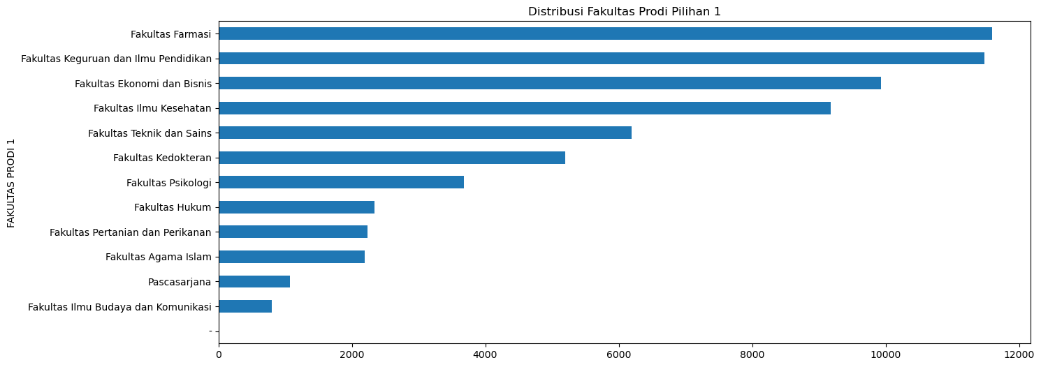 Distribusi Fakultas Prodi Pilihan 1
FAKULTAS PRODI 1
Fakultas Farmasi
Fakultas Keguruan dan Ilmu Pendidikan
Fakultas Ekonomi dan Bisnis
Fakultas Ilmu Kesehatan
Fakultas Teknik dan Sains
Fakultas Kedokteran
Fakultas Psikologi
Fakultas Hukum
Fakultas Pertanian dan Perikanan
Fakultas Agama Islam
Pascasarjana
Fakultas Ilmu Budaya dan Komunikasi
-
0 2000 4000 6000 8000 10000 12000